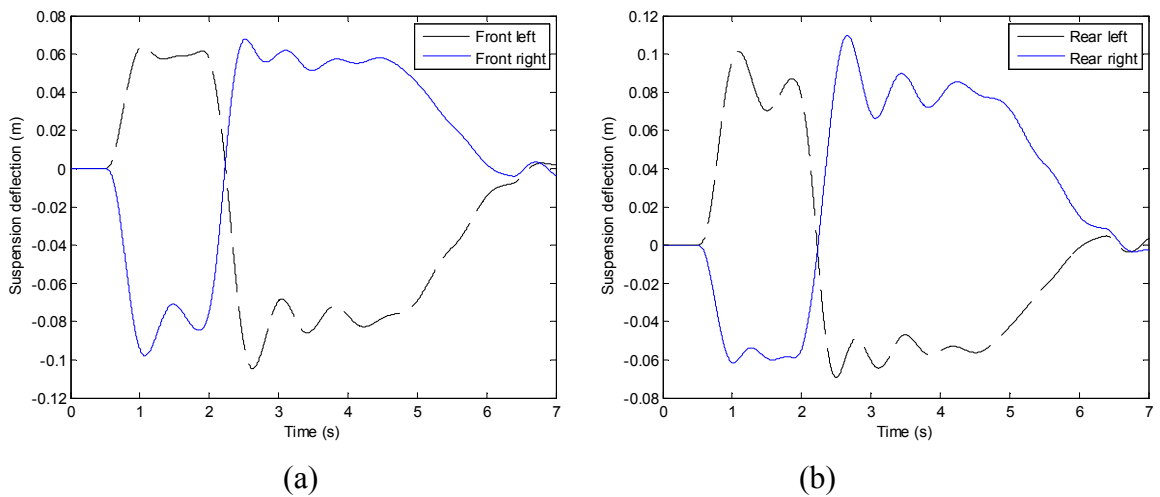 0.08
0.06
0.04
0.02
0
-0.02
-0.04
-0.06
-0.08
-0.1
-0.12
Suspension deflection (m)
Front left
Front right
0 1 2 3 4 5 6 7
Time (s)
(a)
0.12
0.1
0.08
0.06
0.04
0.02
0
-0.02
-0.04
-0.06
-0.08
Suspension deflection (m)
Rear left
Rear right
0 1 2 3 4 5 6 7
Time (s)
(b)